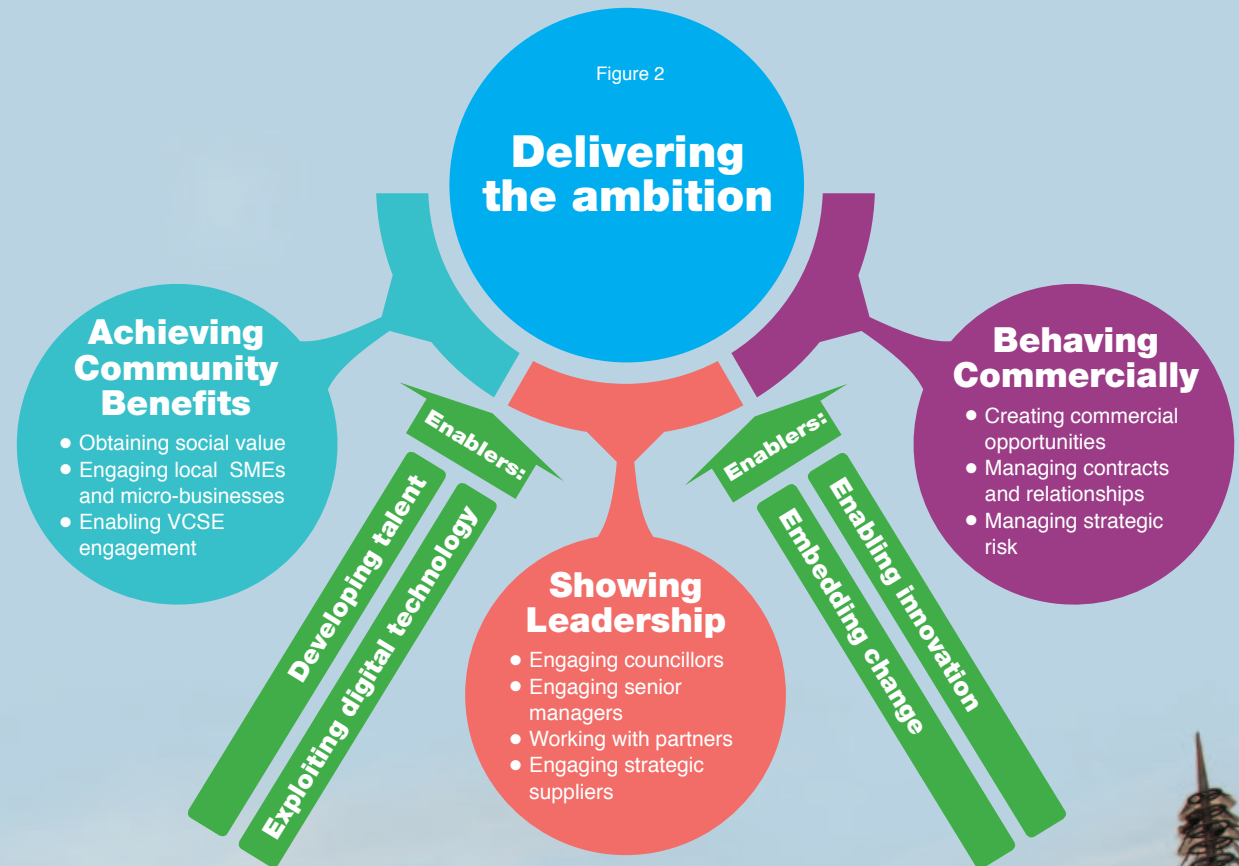 Figure 2
Delivering
the ambition
Achieving
Community
Benefits
● Obtaining social value
● Engaging local  SMEs
and micro-businesses
● Enabling VCSE
engagement
Enablers:
Developing talent
Exploiting digital technology
Showing
Leadership
● Engaging councillors
● Engaging senior
managers
● Working with partners
● Engaging strategic
suppliers
Enablers:
Embedding change
Enabling innovation
Behaving
Commercially
● Creating commercial
opportunities
● Managing contracts
and relationships
● Managing strategic
risk